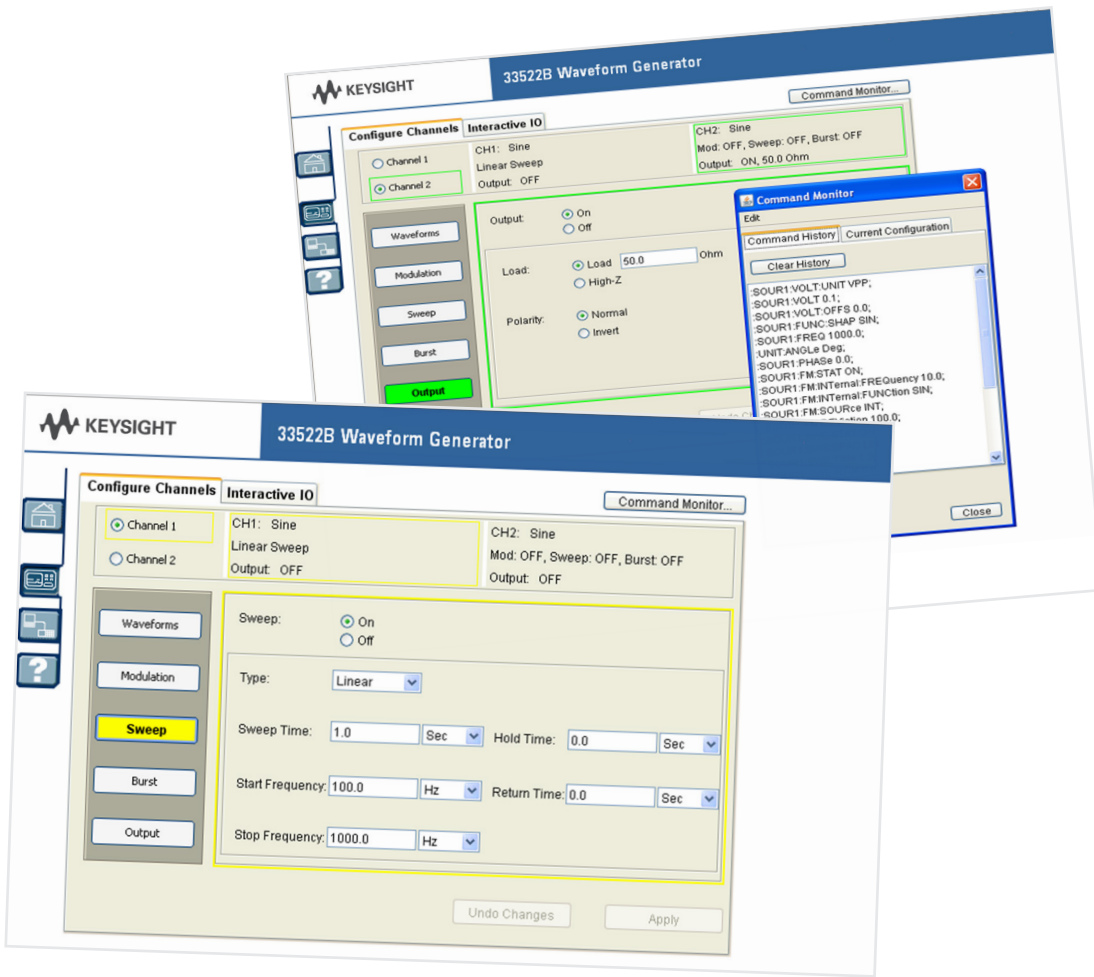 KEYSIGHT
33522B Waveform Generator
Command Monitor...
Configure Channels
Interactive IO
Channel 1
Channel 2
CH1: Sine
Linear Sweep
Output: OFF
CH2: Sine
Mod: OFF, Sweep: OFF, Burst: OFF
Output: ON, 50.0 Ohm
Waveforms
Modulation
Sweep
Burst
Output
Output:
On
Off
Load:
Load 50.0 Ohm
High-Z
Polarity:
Normal
Invert
Command Monitor
Edit
Command History
Current Configuration
Clear History
:SOUR1:VOLT:UNIT VPP;
:SOUR1:VOLT 0.1;
:SOUR1:VOLT:OFFS 0.0;
:SOUR1:FUNC:SHAP SIN;
:SOUR1:FREQ 1000.0;
:UNIT:ANGLe Deg;
:SOUR1:PHASe 0.0;
:SOUR1:FM:STAT ON;
:SOUR1:FM:INTernal:FREQuency 10.0;
:SOUR1:FM:INTernal:FUNCtion SIN;
:SOUR1:FM:SOURce INT;
100.0;
Close
KEYSIGHT
33522B Waveform Generator
Configure Channels
Interactive IO
Command Monitor...
Channel 1
Channel 2
CH1: Sine
Linear Sweep
Output: OFF
CH2: Sine
Mod: OFF, Sweep: OFF, Burst: OFF
Output: OFF
Waveforms
Modulation
Sweep
Burst
Output
Sweep:
On
Off
Type: Linear
Sweep Time: 1.0 Sec Hold Time: 0.0 Sec
Start Frequency: 100.0 Hz Return Time: 0.0 Sec
Stop Frequency: 1000.0 Hz
Undo Changes
Apply